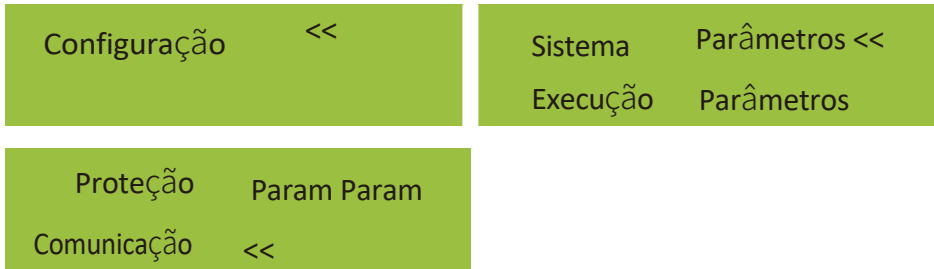 Configuração <<
Sistema Parâmetros <<
Execução Parâmetros
Proteção Param Param
Comunicação <<